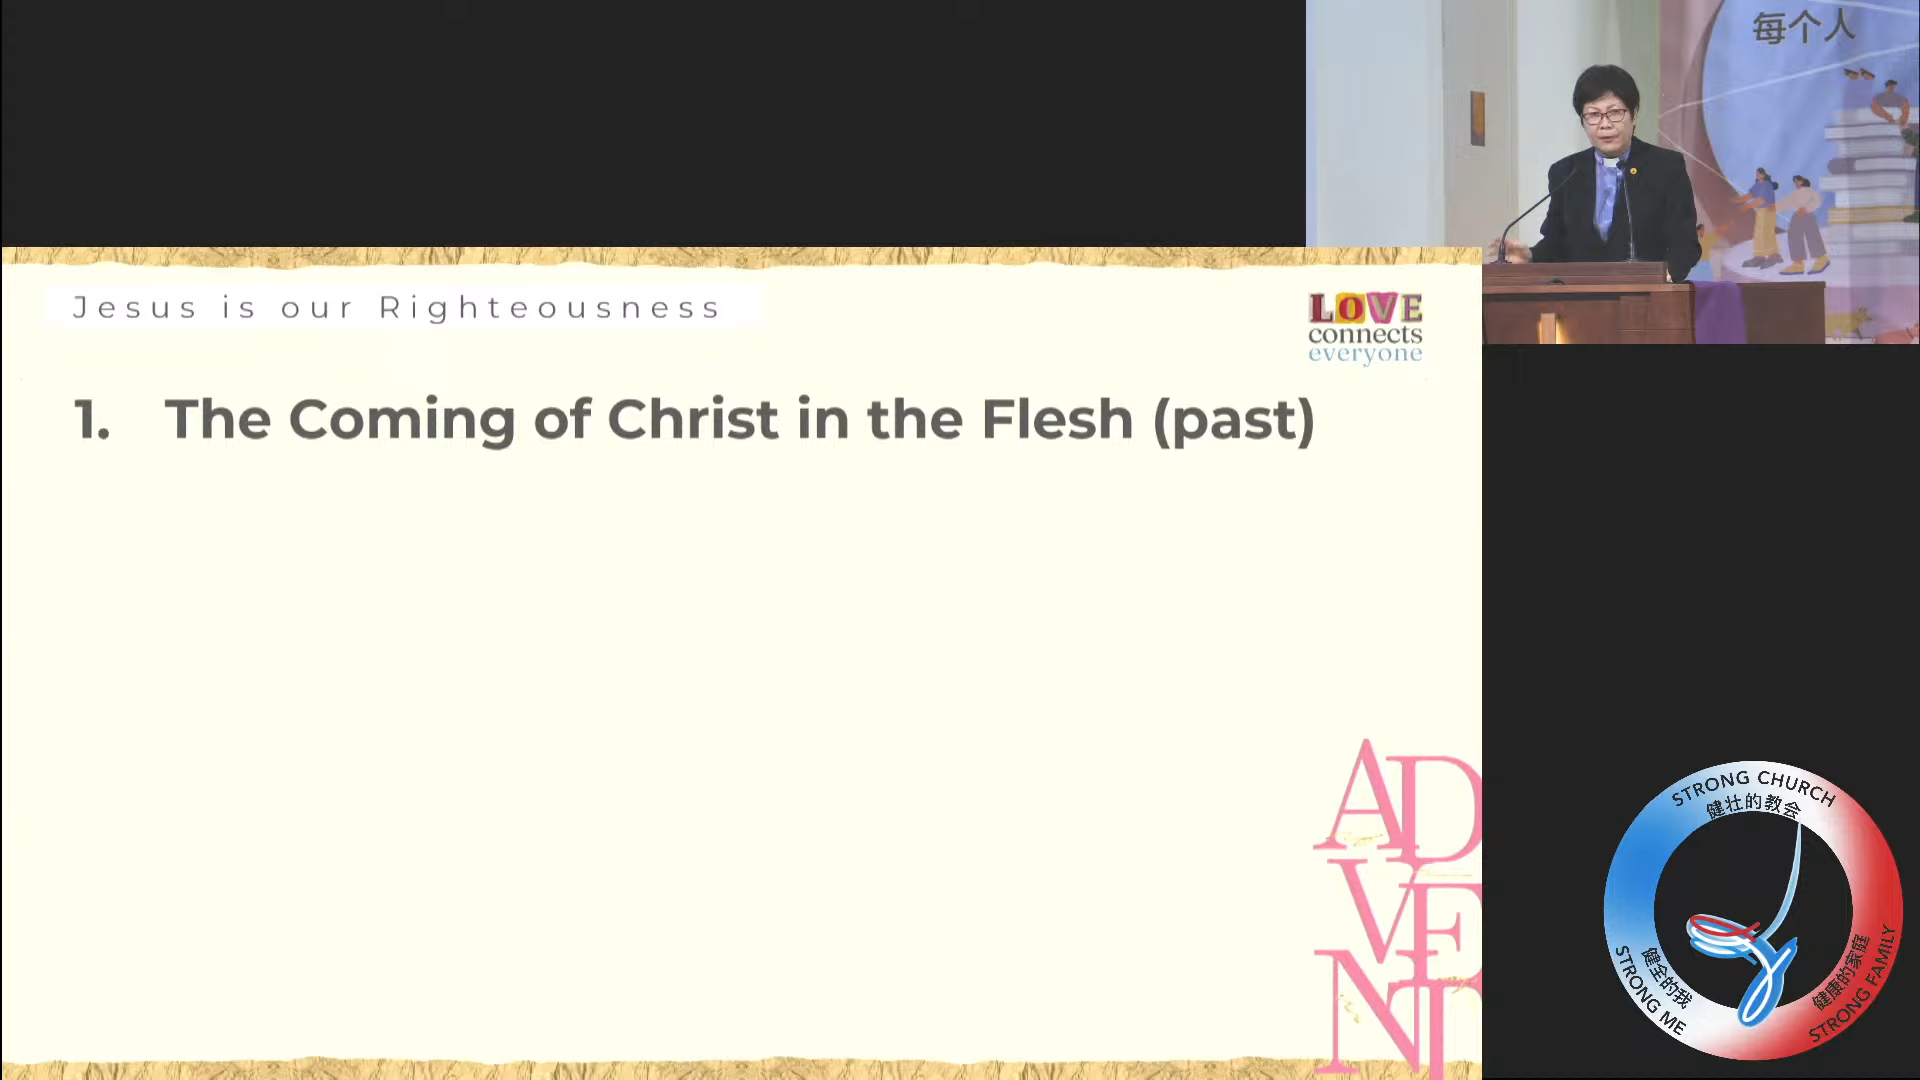 每个人
Jesus is our Righteousness
LOVE
connects
everyone
1. The Coming of Christ in the Flesh (past)
AD
VE
NT
STRONG CHURCH
健壮的教会
健全的我
STRONG ME
健康的家庭
STRONG FAMILY